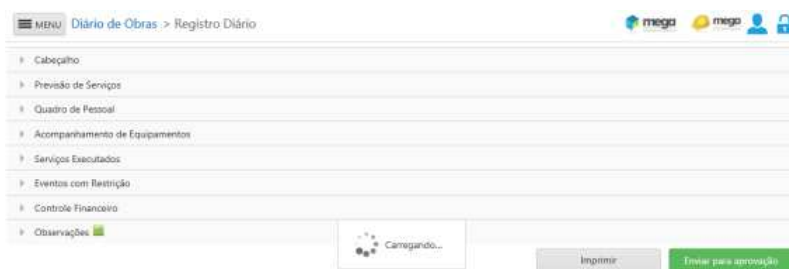 MENU Diário de Obras > Registro Diário mega mega
Cabeçalho
Previsão de Serviços
Quadro de Pessoal
Acompanhamento de Equipamentos
Serviços Executados
Eventos com Restrição
Controle Financeiro
Observações
Carregando...
Imprimir Enviar para aprovação